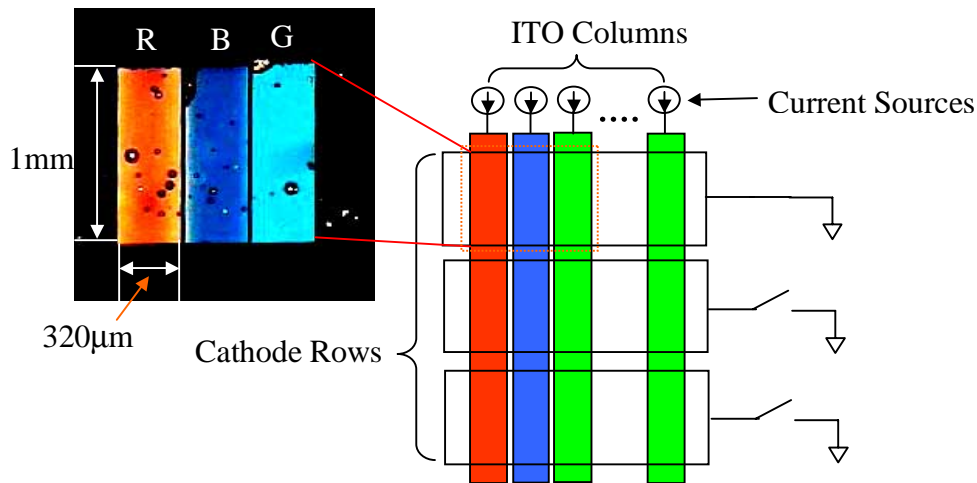 R B G
ITO Columns
Current Sources
....
1mm
320μm
Cathode Rows